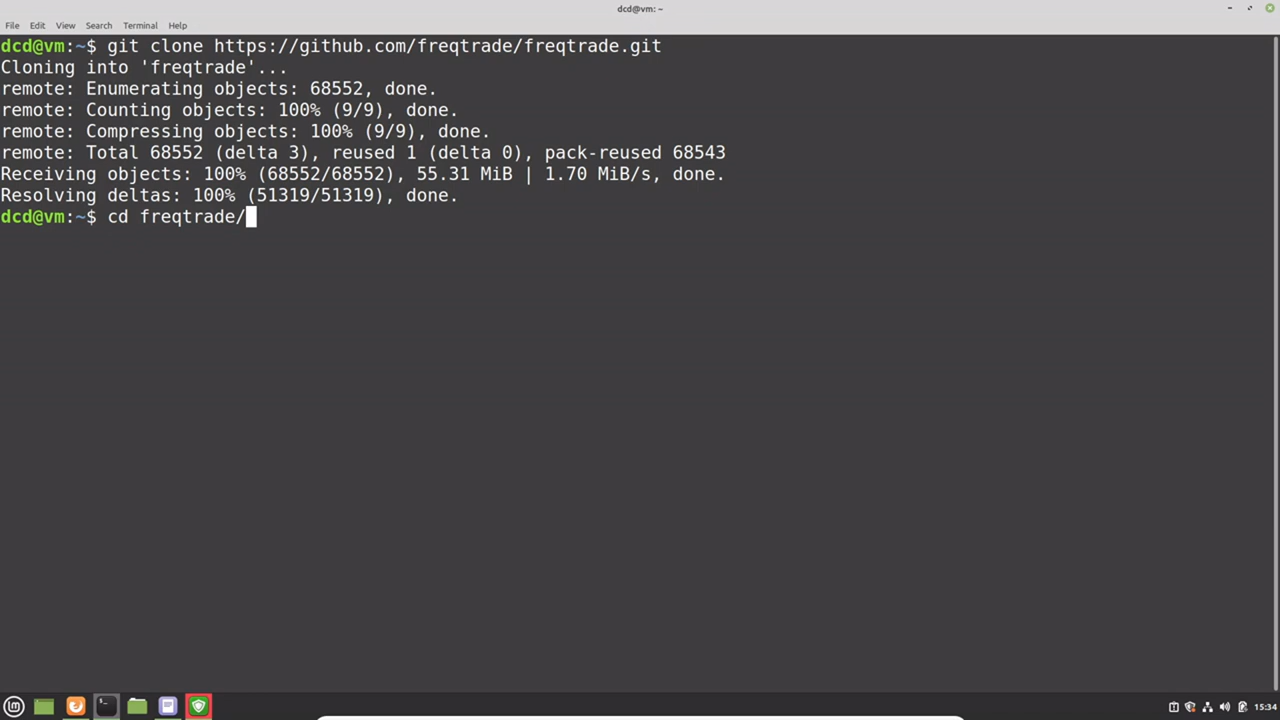 dcd@vm: ~
File Edit View Search Terminal Help
dcd@vm:~$ git clone https://github.com/freqtrade/freqtrade.git
Cloning into 'freqtrade'...
remote: Enumerating objects: 68552, done.
remote: Counting objects: 100% (9/9), done.
remote: Compressing objects: 100% (9/9), done.
remote: Total 68552 (delta 3), reused 1 (delta 0), pack-reused 68543
Receiving objects: 100% (68552/68552), 55.31 MiB | 1.70 MiB/s, done.
Resolving deltas: 100% (51319/51319), done.
dcd@vm:~$ cd freqtrade/
15:34